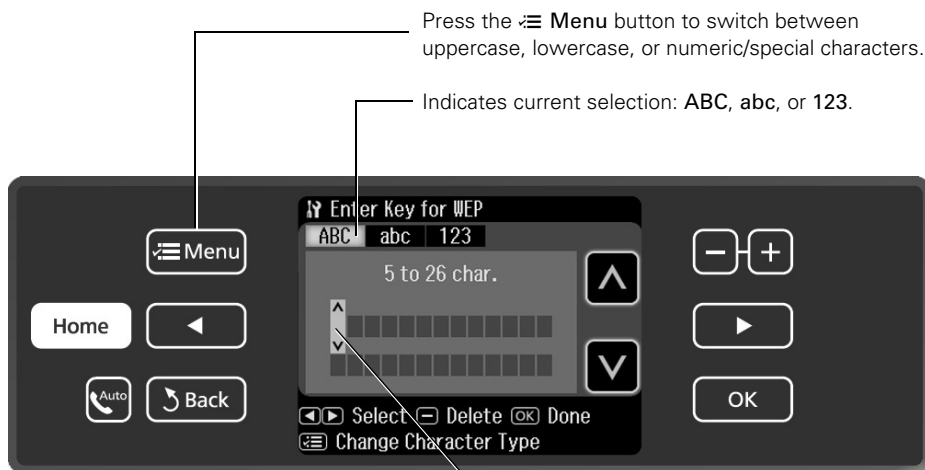 Press the Menu button to switch between
uppercase, lowercase, or numeric/special characters.
Indicates current selection: ABC, abc, or 123.
Enter Key for WEP
ABC abc 123
Menu
5 to 26 char.
- +
Home
Auto
Back
OK
Select - Delete OK Done
Change Character Type